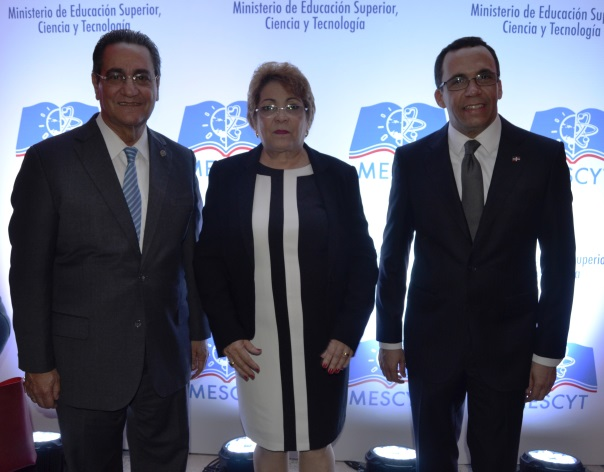 Ministerio de Educación Superior,
Ciencia y Tecnología
Ministerio de Educación Superior,
Ciencia y Tecnología
Ministerio de Educación Superior,
Ciencia y Tecnología
MESCYT
MESCYT
MESCYT